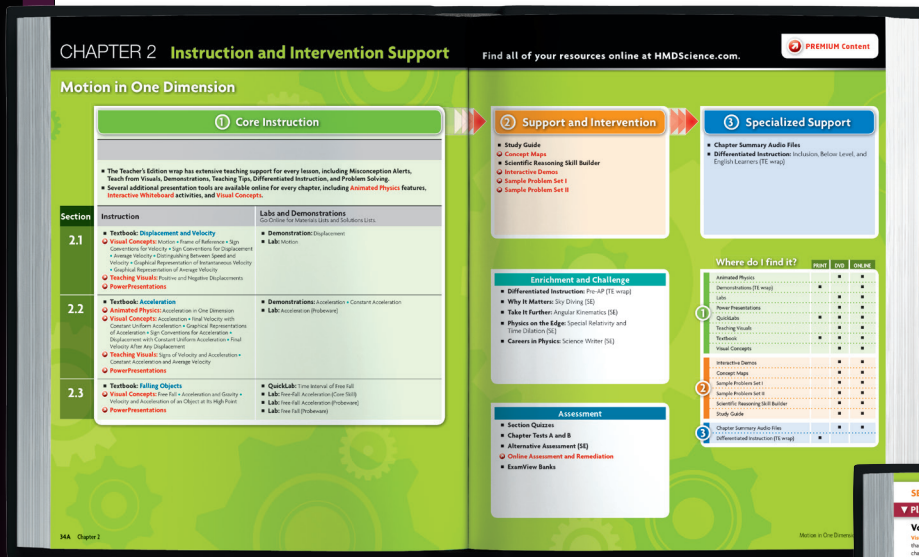 CHAPTER 2 Instruction and Intervention Support
Find all of your resources online at HMDScience.com.
PREMIUM Content
Motion in One Dimension
1 Core Instruction
■ The Teacher's Edition wrap has extensive teaching support for every lesson, including Misconception Alerts,
Teach from Visuals, Demonstrations, Teaching Tips, Differentiated Instruction, and Problem Solving.
■ Several additional presentation tools are available online for every chapter, including Animated Physics features,
Interactive Whiteboard activities, and Visual Concepts.
Section
Instruction
Labs and Demonstrations
Go Online for Materials Lists and Solutions Lists.
2.1
■ Textbook: Displacement and Velocity
Visual Concepts: Motion • Frame of Reference • Sign
Conventions for Velocity • Sign Conventions for Displacement
• Average Velocity • Distinguishing Between Speed and
Velocity • Graphical Representation of Instantaneous Velocity
• Graphical Representation of Average Velocity
Teaching Visuals: Positive and Negative Displacements
PowerPresentations
■ Demonstration: Displacement
■ Lab: Motion
2.2
■ Textbook: Acceleration
Animated Physics: Acceleration in One Dimension
Visual Concepts: Acceleration • Final Velocity with
Constant Uniform Acceleration • Graphical Representations
of Acceleration • Sign Conventions for Acceleration •
Displacement with Constant Uniform Acceleration • Final
Velocity After Any Displacement
Teaching Visuals: Signs of Velocity and Acceleration •
Constant Acceleration and Average Velocity
PowerPresentations
■ Demonstrations: Acceleration • Constant Acceleration
■ Lab: Acceleration (Probeware)
2.3
■ Textbook: Falling Objects
Visual Concepts: Free Fall • Acceleration and Gravity •
Velocity and Acceleration of an Object at Its High Point
PowerPresentations
■ QuickLab: Time Interval of Free Fall
■ Lab: Free-Fall Acceleration (Core Skill)
■ Lab: Free-Fall Acceleration (Probeware)
■ Lab: Free Fall (Probeware)
34A Chapter 2
2 Support and Intervention
■ Study Guide
Concept Maps
■ Scientific Reasoning Skill Builder
Interactive Demos
Sample Problem Set I
Sample Problem Set II
Enrichment and Challenge
■ Differentiated Instruction: Pre-AP (TE wrap)
■ Why It Matters: Sky Diving (SE)
■ Take It Further: Angular Kinematics (SE)
■ Physics on the Edge: Special Relativity and
Time Dilation (SE)
■ Careers in Physics: Science Writer (SE)
Assessment
■ Section Quizzes
■ Chapter Tests A and B
■ Alternative Assessment (SE)
Online Assessment and Remediation
■ ExamView Banks
3 Specialized Support
■ Chapter Summary Audio Files
■ Differentiated Instruction: Inclusion, Below Level, and
English Learners (TE wrap)
Where do I find it? PRINT DVD ONLINE
1
Animated Physics ■ ■
Demonstrations (TE wrap) ■ ■
Labs ■ ■
Power Presentations ■ ■
QuickLabs ■ ■ ■
Teaching Visuals ■ ■
Textbook ■ ■ ■
Visual Concepts ■ ■
2
Interactive Demos ■ ■
Concept Maps ■ ■
Sample Problem Set I ■ ■
Sample Problem Set II ■ ■
Scientific Reasoning Skill Builder ■ ■
Study Guide ■ ■
3
Chapter Summary Audio Files ■ ■
Differentiated Instruction (TE wrap) ■
Motion in One